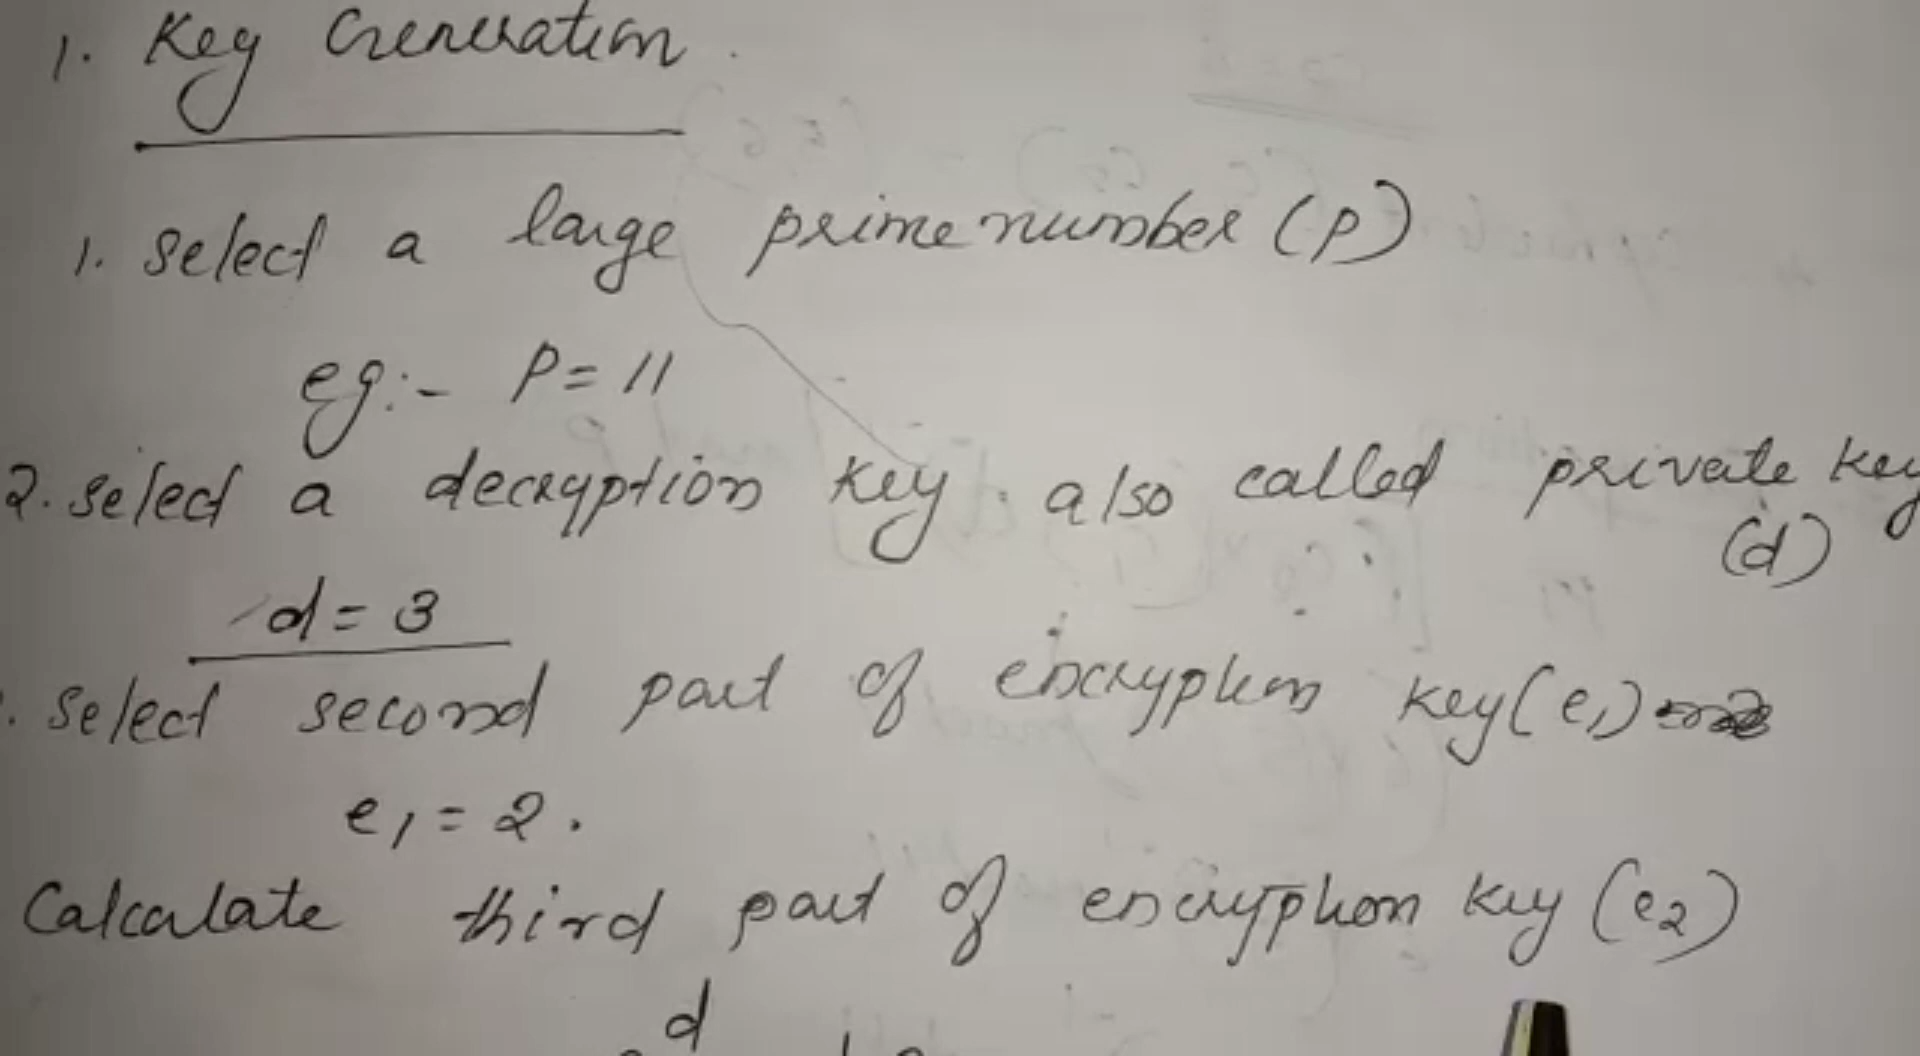 1. Key Generation.
1. Select a large prime number (P)
eg:- P = 11
2. Select a decryption key also called private key
(d)
d = 3
. Select second part of encryption key (e1)
e1 = 2.
Calculate third part of encryption key (e2)
d